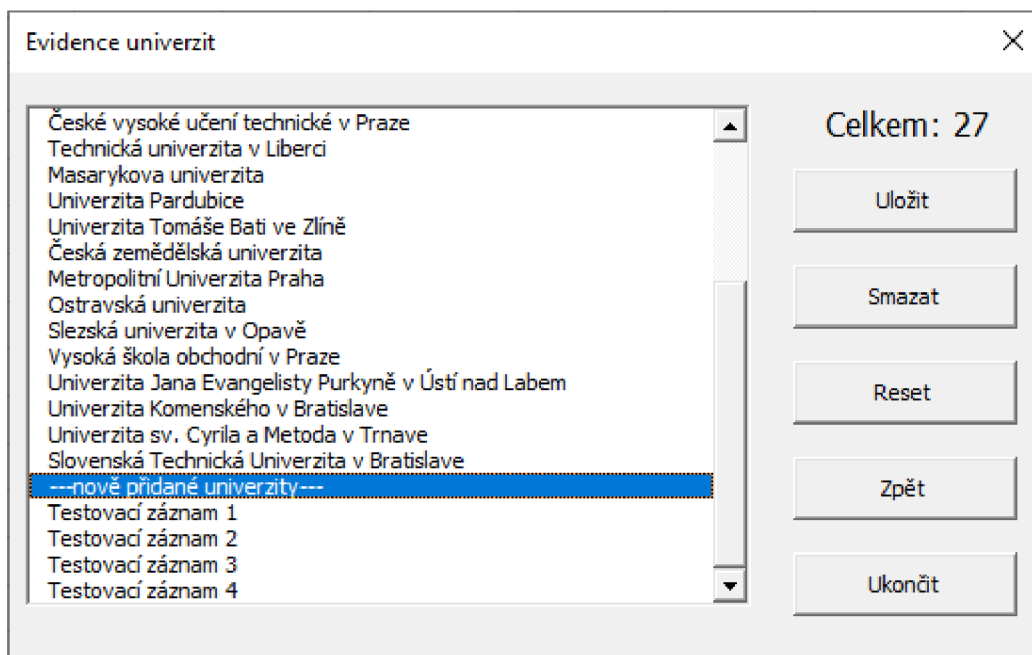 Evidence univerzit
České vysoké učení technické v Praze
Technická univerzita v Liberci
Masarykova univerzita
Univerzita Pardubice
Univerzita Tomáše Bati ve Zlíně
Česká zemědělská univerzita
Metropolitní Univerzita Praha
Ostravská univerzita
Slezská univerzita v Opavě
Vysoká škola obchodní v Praze
Univerzita Jana Evangelisty Purkyně v Ústí nad Labem
Univerzita Komenského v Bratislave
Univerzita sv. Cyrila a Metoda v Trnave
Slovenská Technická Univerzita v Bratislave
---nově přidané univerzity---
Testovací záznam 1
Testovací záznam 2
Testovací záznam 3
Testovací záznam 4
Celkem: 27
Uložit
Smazat
Reset
Zpět
Ukončit